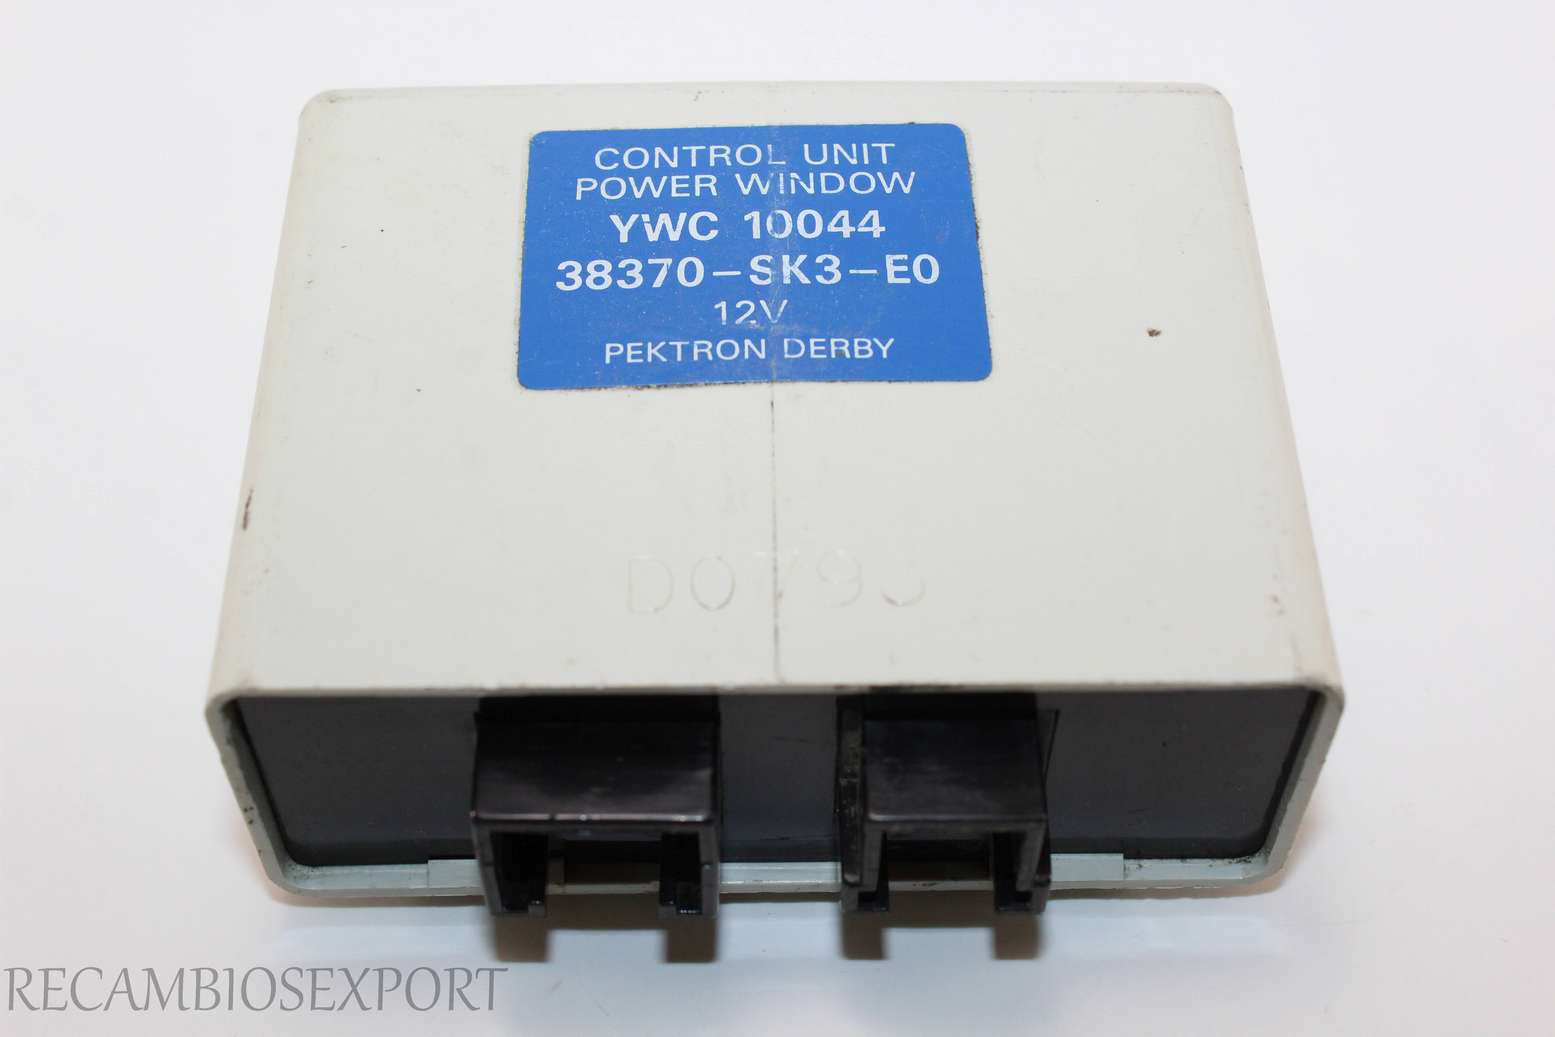 CONTROL UNIT
POWER WINDOW
YWC 10044
38370-SK3-E0
12V
PEKTRON DERBY
RECAMBIOSEXPORT